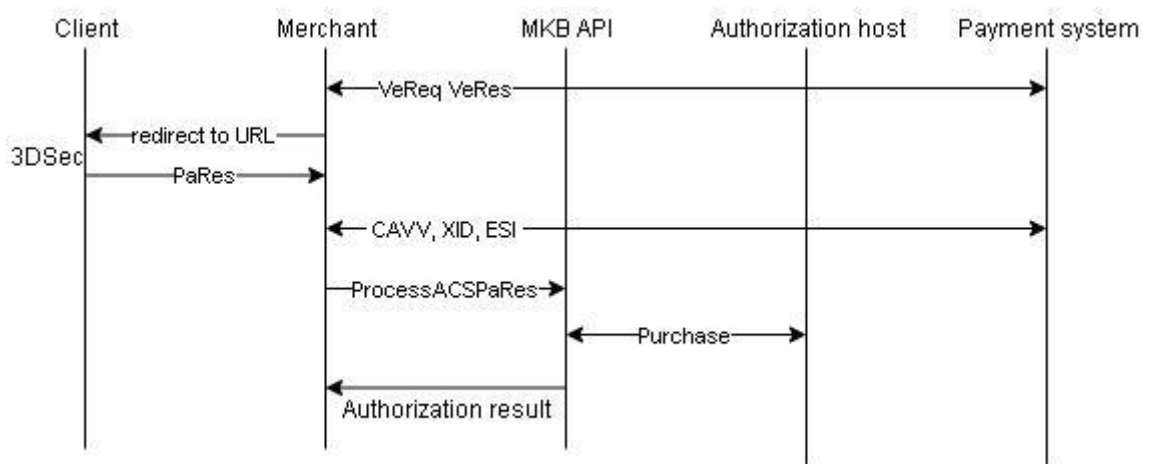 Client Merchant MKB API Authorization host Payment system
VeReq VeRes
redirect to URL
3DSec
PaRes
CAVV, XID, ESI
ProcessACSPaRes
Purchase
Authorization result